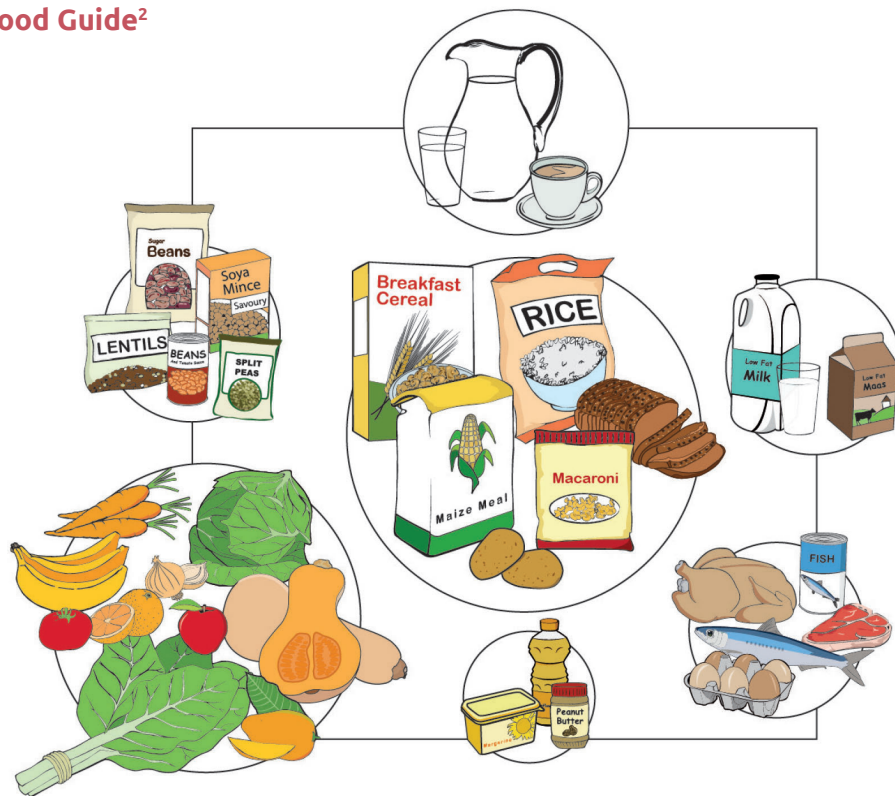 ood Guide²
Sugar
Beans
Soya
Mince
Savoury
LENTILS
BEANS
And Tomato Sauce
SPLIT
PEAS
Breakfast
Cereal
RICE
Maize Meal
Macaroni
Low Fat
Milk
Low Fat
Maas
FISH
Margarine
Peanut
Butter